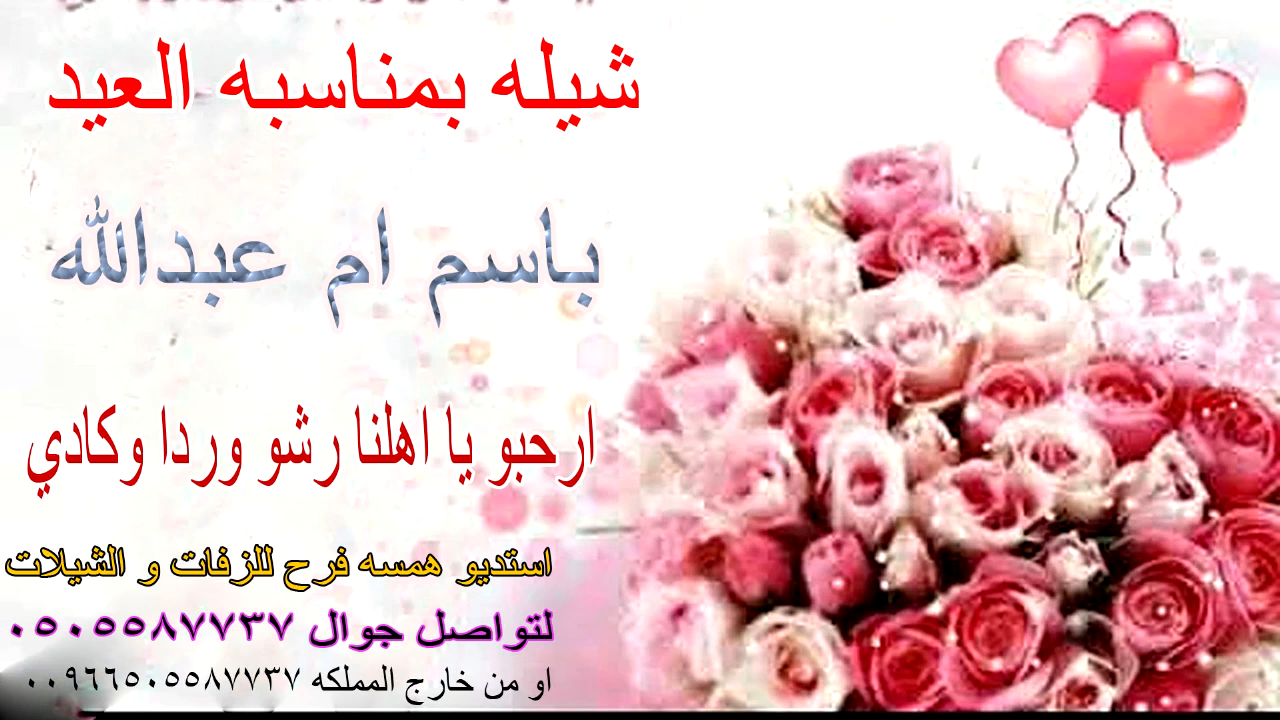 شيله بمناسبه العيد
باسم ام عبدالله
ارحبو يا اهلنا رشو وردا وكادي
استديو همسه فرح للزفات و الشيلات
لتواصل جوال ٠٥٠٥٥٨٧٧٣٧
او من خارج المملكه ٠٠٩٦٦٥٠٥٥٨٧٧٣٧